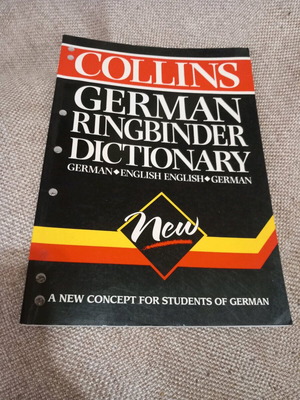 COLLINS
GERMAN
RINGBINDER
DICTIONARY
GERMAN◆ENGLISH ENGLISH◆GERMAN
New
A NEW CONCEPT FOR STUDENTS OF GERMAN